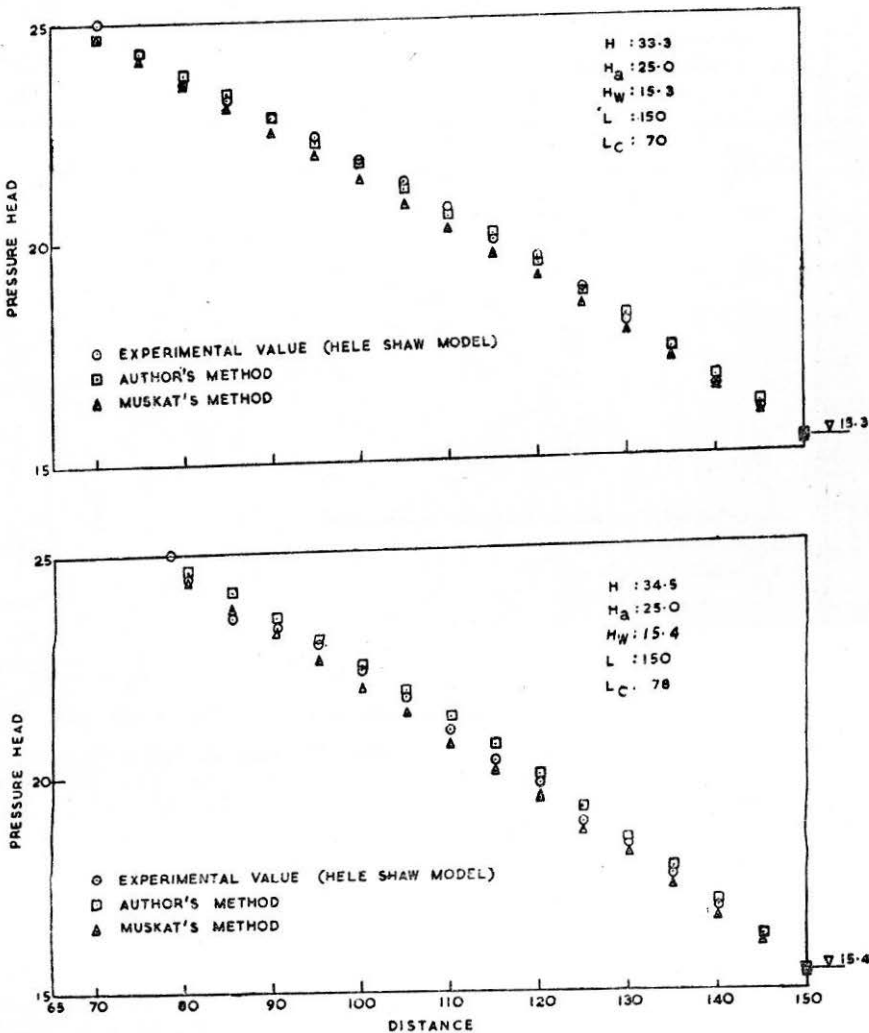 25
20
15
PRESSURE HEAD
H : 33.3
Ha : 25.0
Hw : 15.3
L : 150
Lc : 70
⊙ EXPERIMENTAL VALUE (HELE SHAW MODEL)
⊡ AUTHOR'S METHOD
▲ MUSKAT'S METHOD
▽ 15.3
25
20
15
PRESSURE HEAD
H : 34.5
Ha : 25.0
Hw : 15.4
L : 150
Lc . 78
⊙ EXPERIMENTAL VALUE (HELE SHAW MODEL)
□ AUTHOR'S METHOD
△ MUSKAT'S METHOD
▽ 15.4
65 70 80 90 100 110 120 130 140 150
DISTANCE